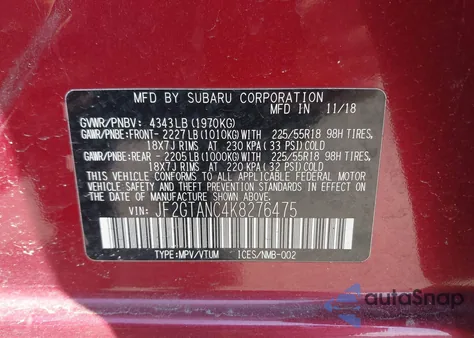 MFD BY SUBARU CORPORATION
MFD IN 11/18
GVWR/PNBV: 4343LB (1970KG)
GAWR/PNBE: FRONT- 2227LB (1010KG) WITH 225/55R18 98H TIRES,
18X7J RIMS AT 230 KPA (33 PSI) COLD
GAWR/PNBE: REAR - 2205LB (1000KG) WITH 225/55R18 98H TIRES,
18X7J RIMS AT 220 KPA (32 PSI) COLD
THIS VEHICLE CONFORMS TO ALL APPLICABLE FEDERAL MOTOR
VEHICLE SAFETY STANDARDS IN EFFECT ON THE DATE OF
MANUFACTURE SHOWN ABOVE.
VIN: JF2GTANC4K8276475
TYPE:MPV/VTUM ICES/NMB-002
autoSnap